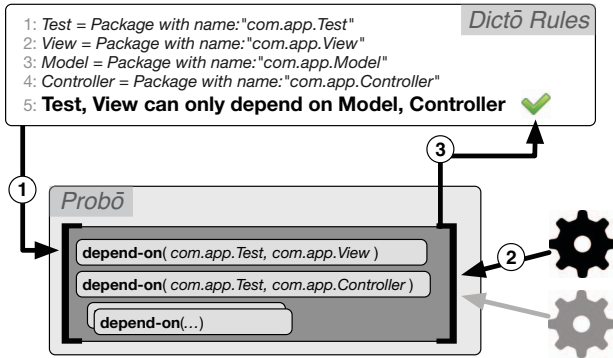 Dictō Rules
1: Test = Package with name:"com.app.Test"
2: View = Package with name:"com.app.View"
3: Model = Package with name:"com.app.Model"
4: Controller = Package with name:"com.app.Controller"
5: Test, View can only depend on Model, Controller
3
1
Probō
depend-on( com.app.Test, com.app.View )
2
depend-on( com.app.Test, com.app.Controller )
depend-on(...)